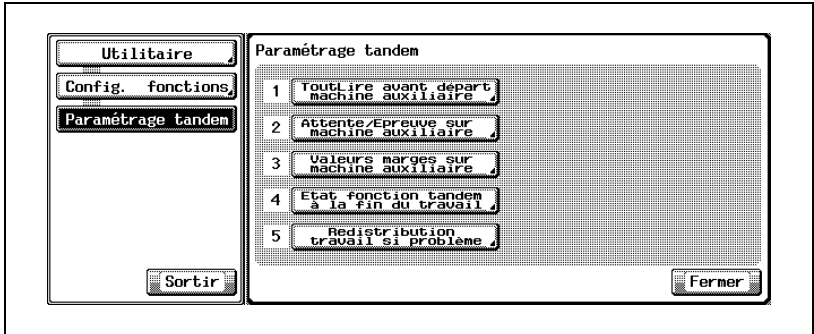 Utilitaire
Config. fonctions
Paramétrage tandem
Sortir
Paramétrage tandem
1 ToutLire avant départ
machine auxiliaire
2 Attente/Epreuve sur
machine auxiliaire
3 Valeurs marges sur
machine auxiliaire
4 Etat fonction tandem
à la fin du travail
5 Redistribution
travail si problème
Fermer